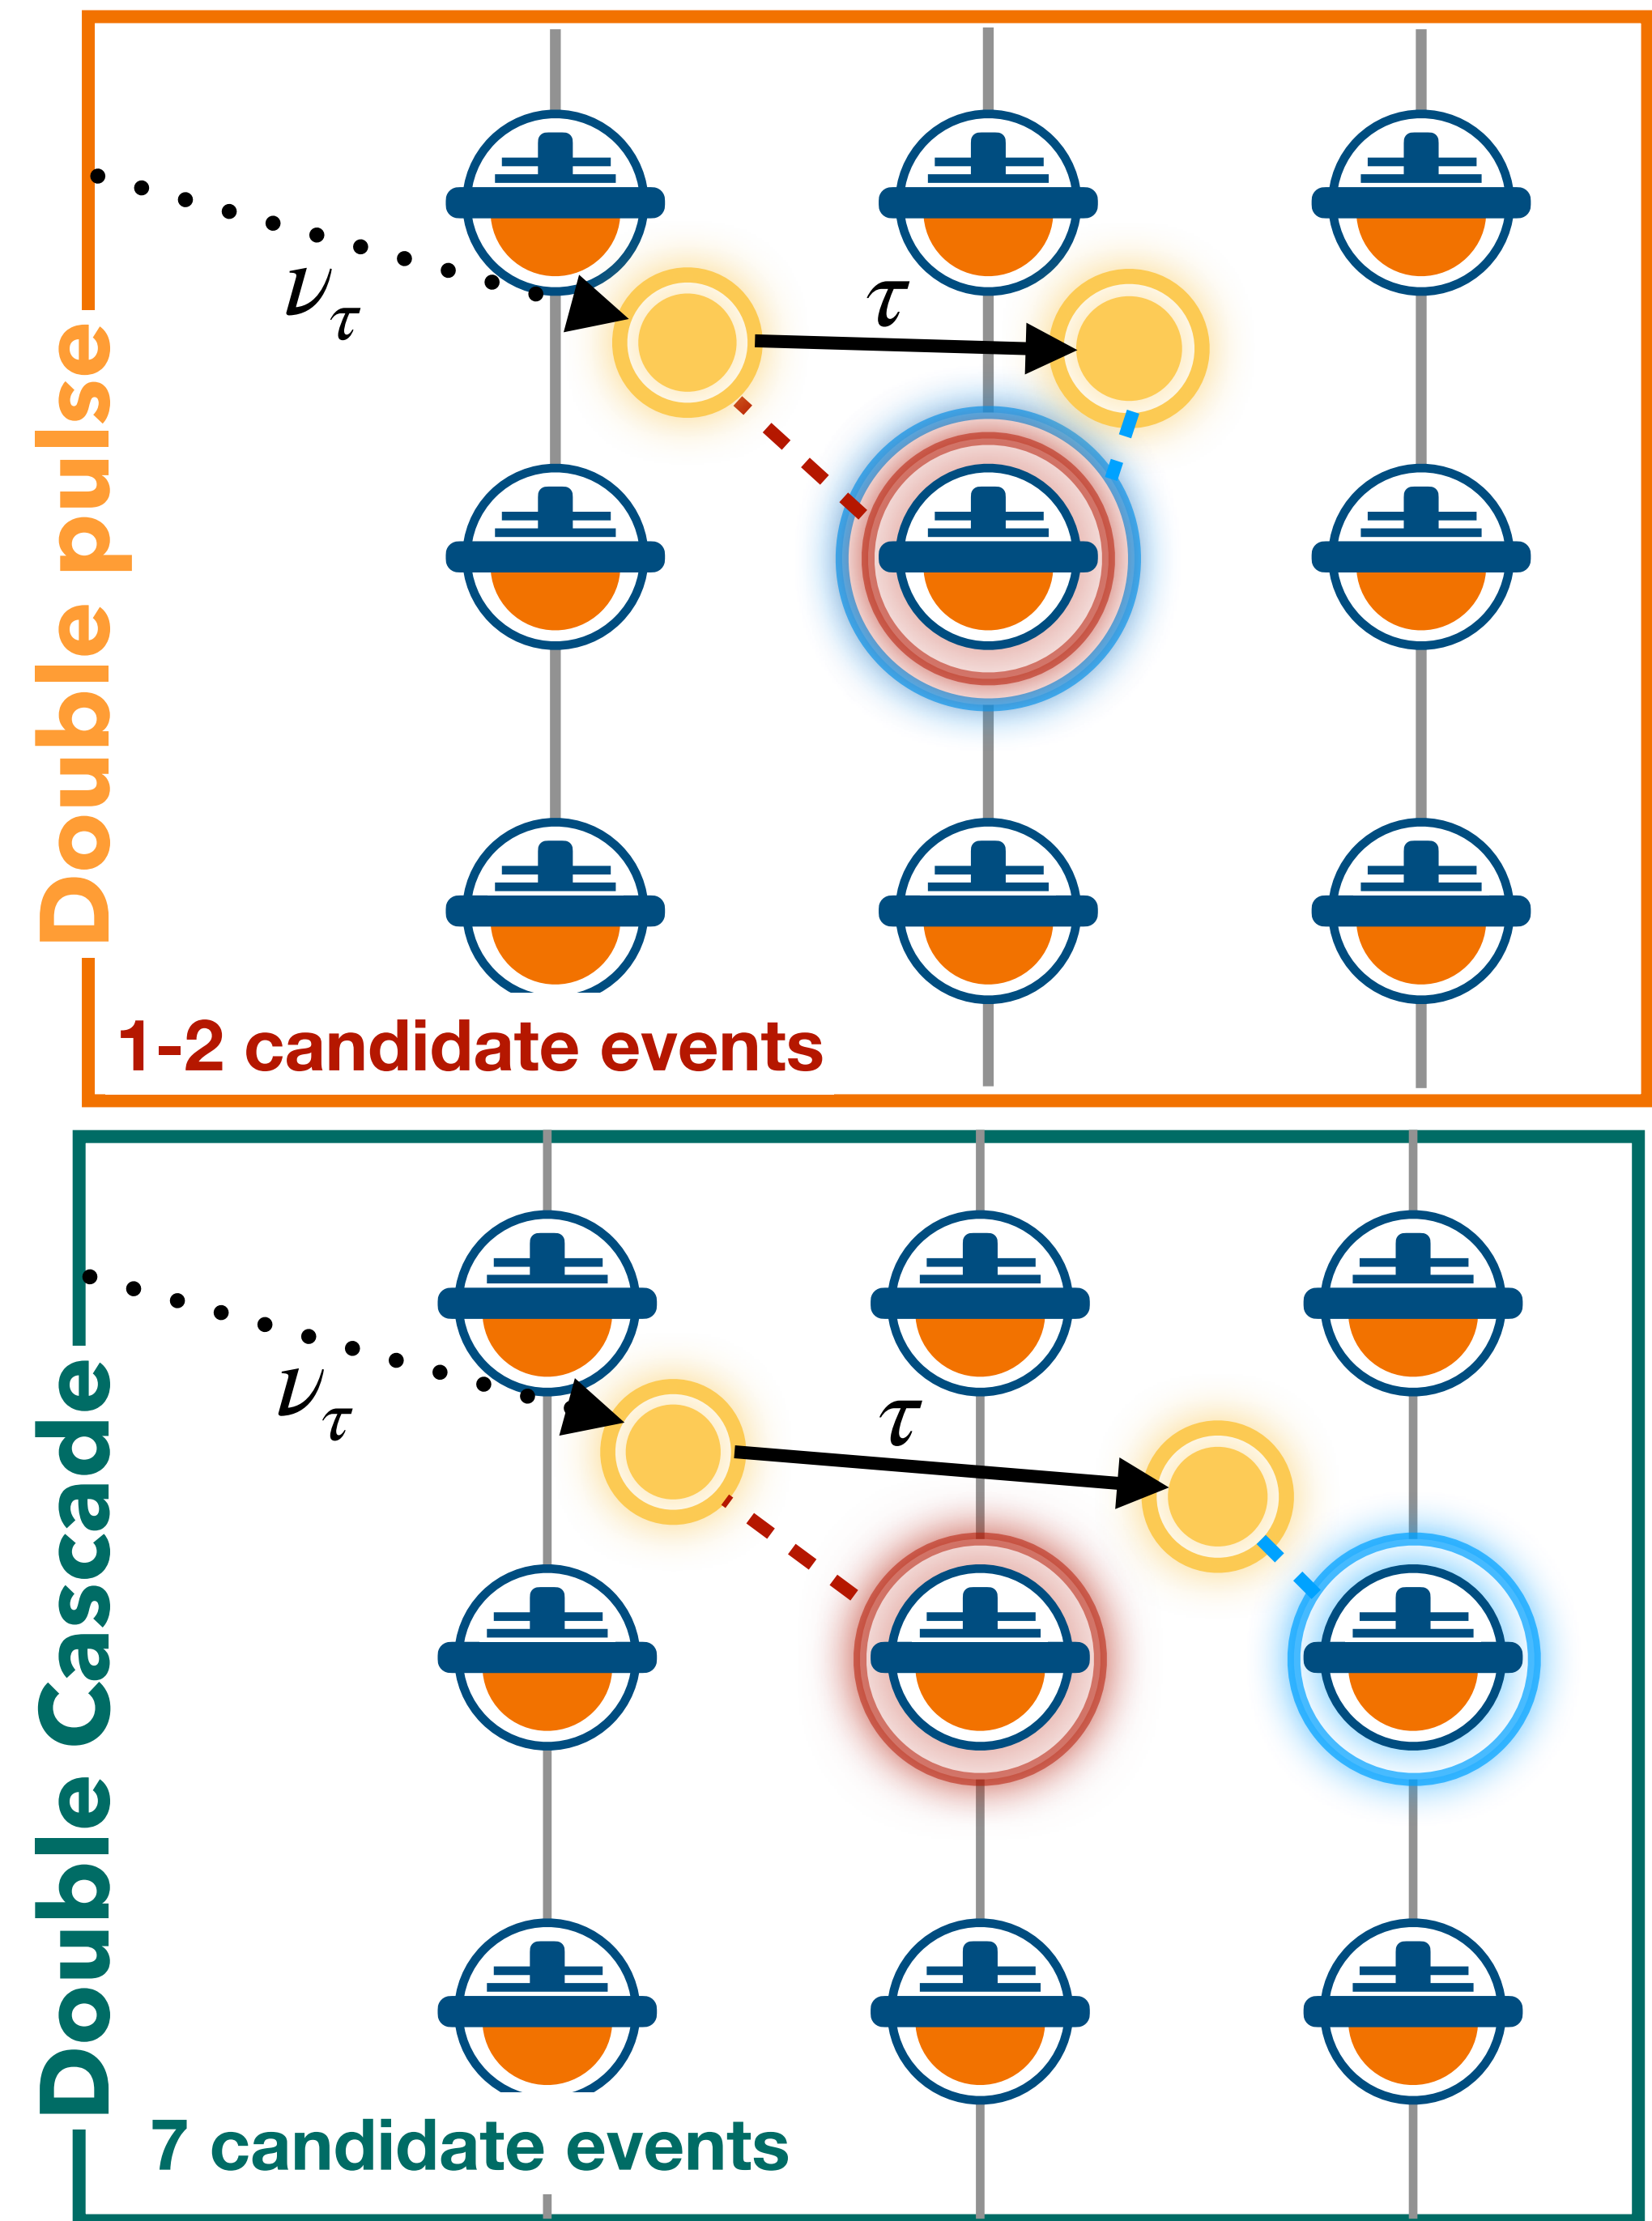 Double pulse
ν_τ
τ
1-2 candidate events
Double Cascade
ν_τ
τ
7 candidate events